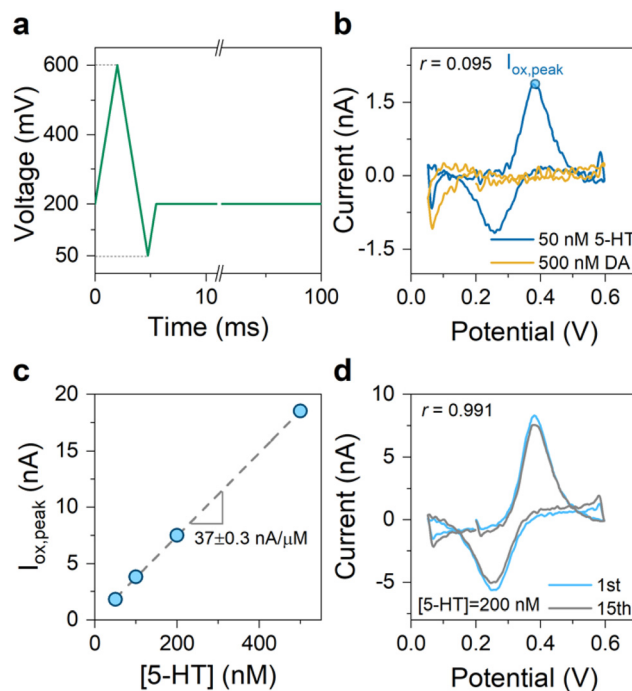 a
Voltage (mV)
600
400
200
50
0
10
100
Time (ms)
b
r = 0.095
I_ox,peak
Current (nA)
1.5
0.0
-1.5
50 nM 5-HT
500 nM DA
0.0 0.2 0.4 0.6
Potential (V)
c
I_ox,peak (nA)
20
15
10
5
0
37±0.3 nA/μM
0 200 400
[5-HT] (nM)
d
r = 0.991
Current (nA)
10
5
0
-5
1st
15th
[5-HT]=200 nM
0.0 0.2 0.4 0.6
Potential (V)